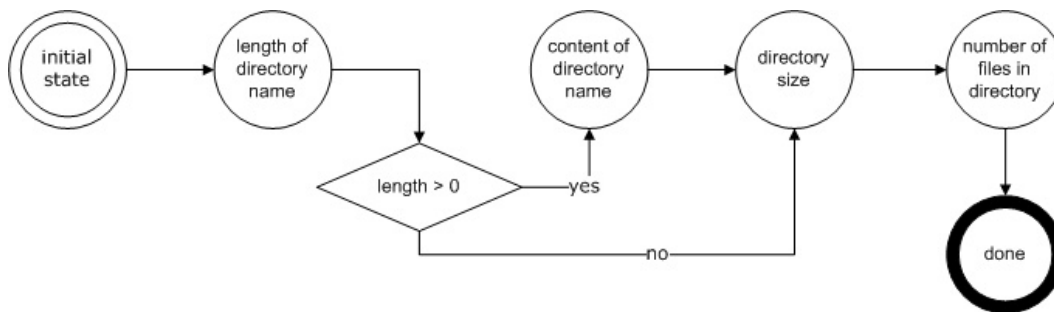 initial
state
length of
directory
name
length > 0
yes
no
content of
directory
name
directory
size
number of
files in
directory
done